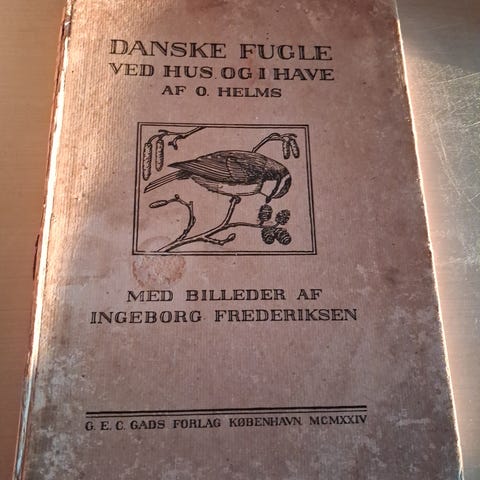 DANSKE FUGLE
VED HUS OG I HAVE
AF O. HELMS
MED BILLEDER AF
INGEBORG FREDERIKSEN
G. E. C. GADS FORLAG KØBENHAVN MCMXXIV